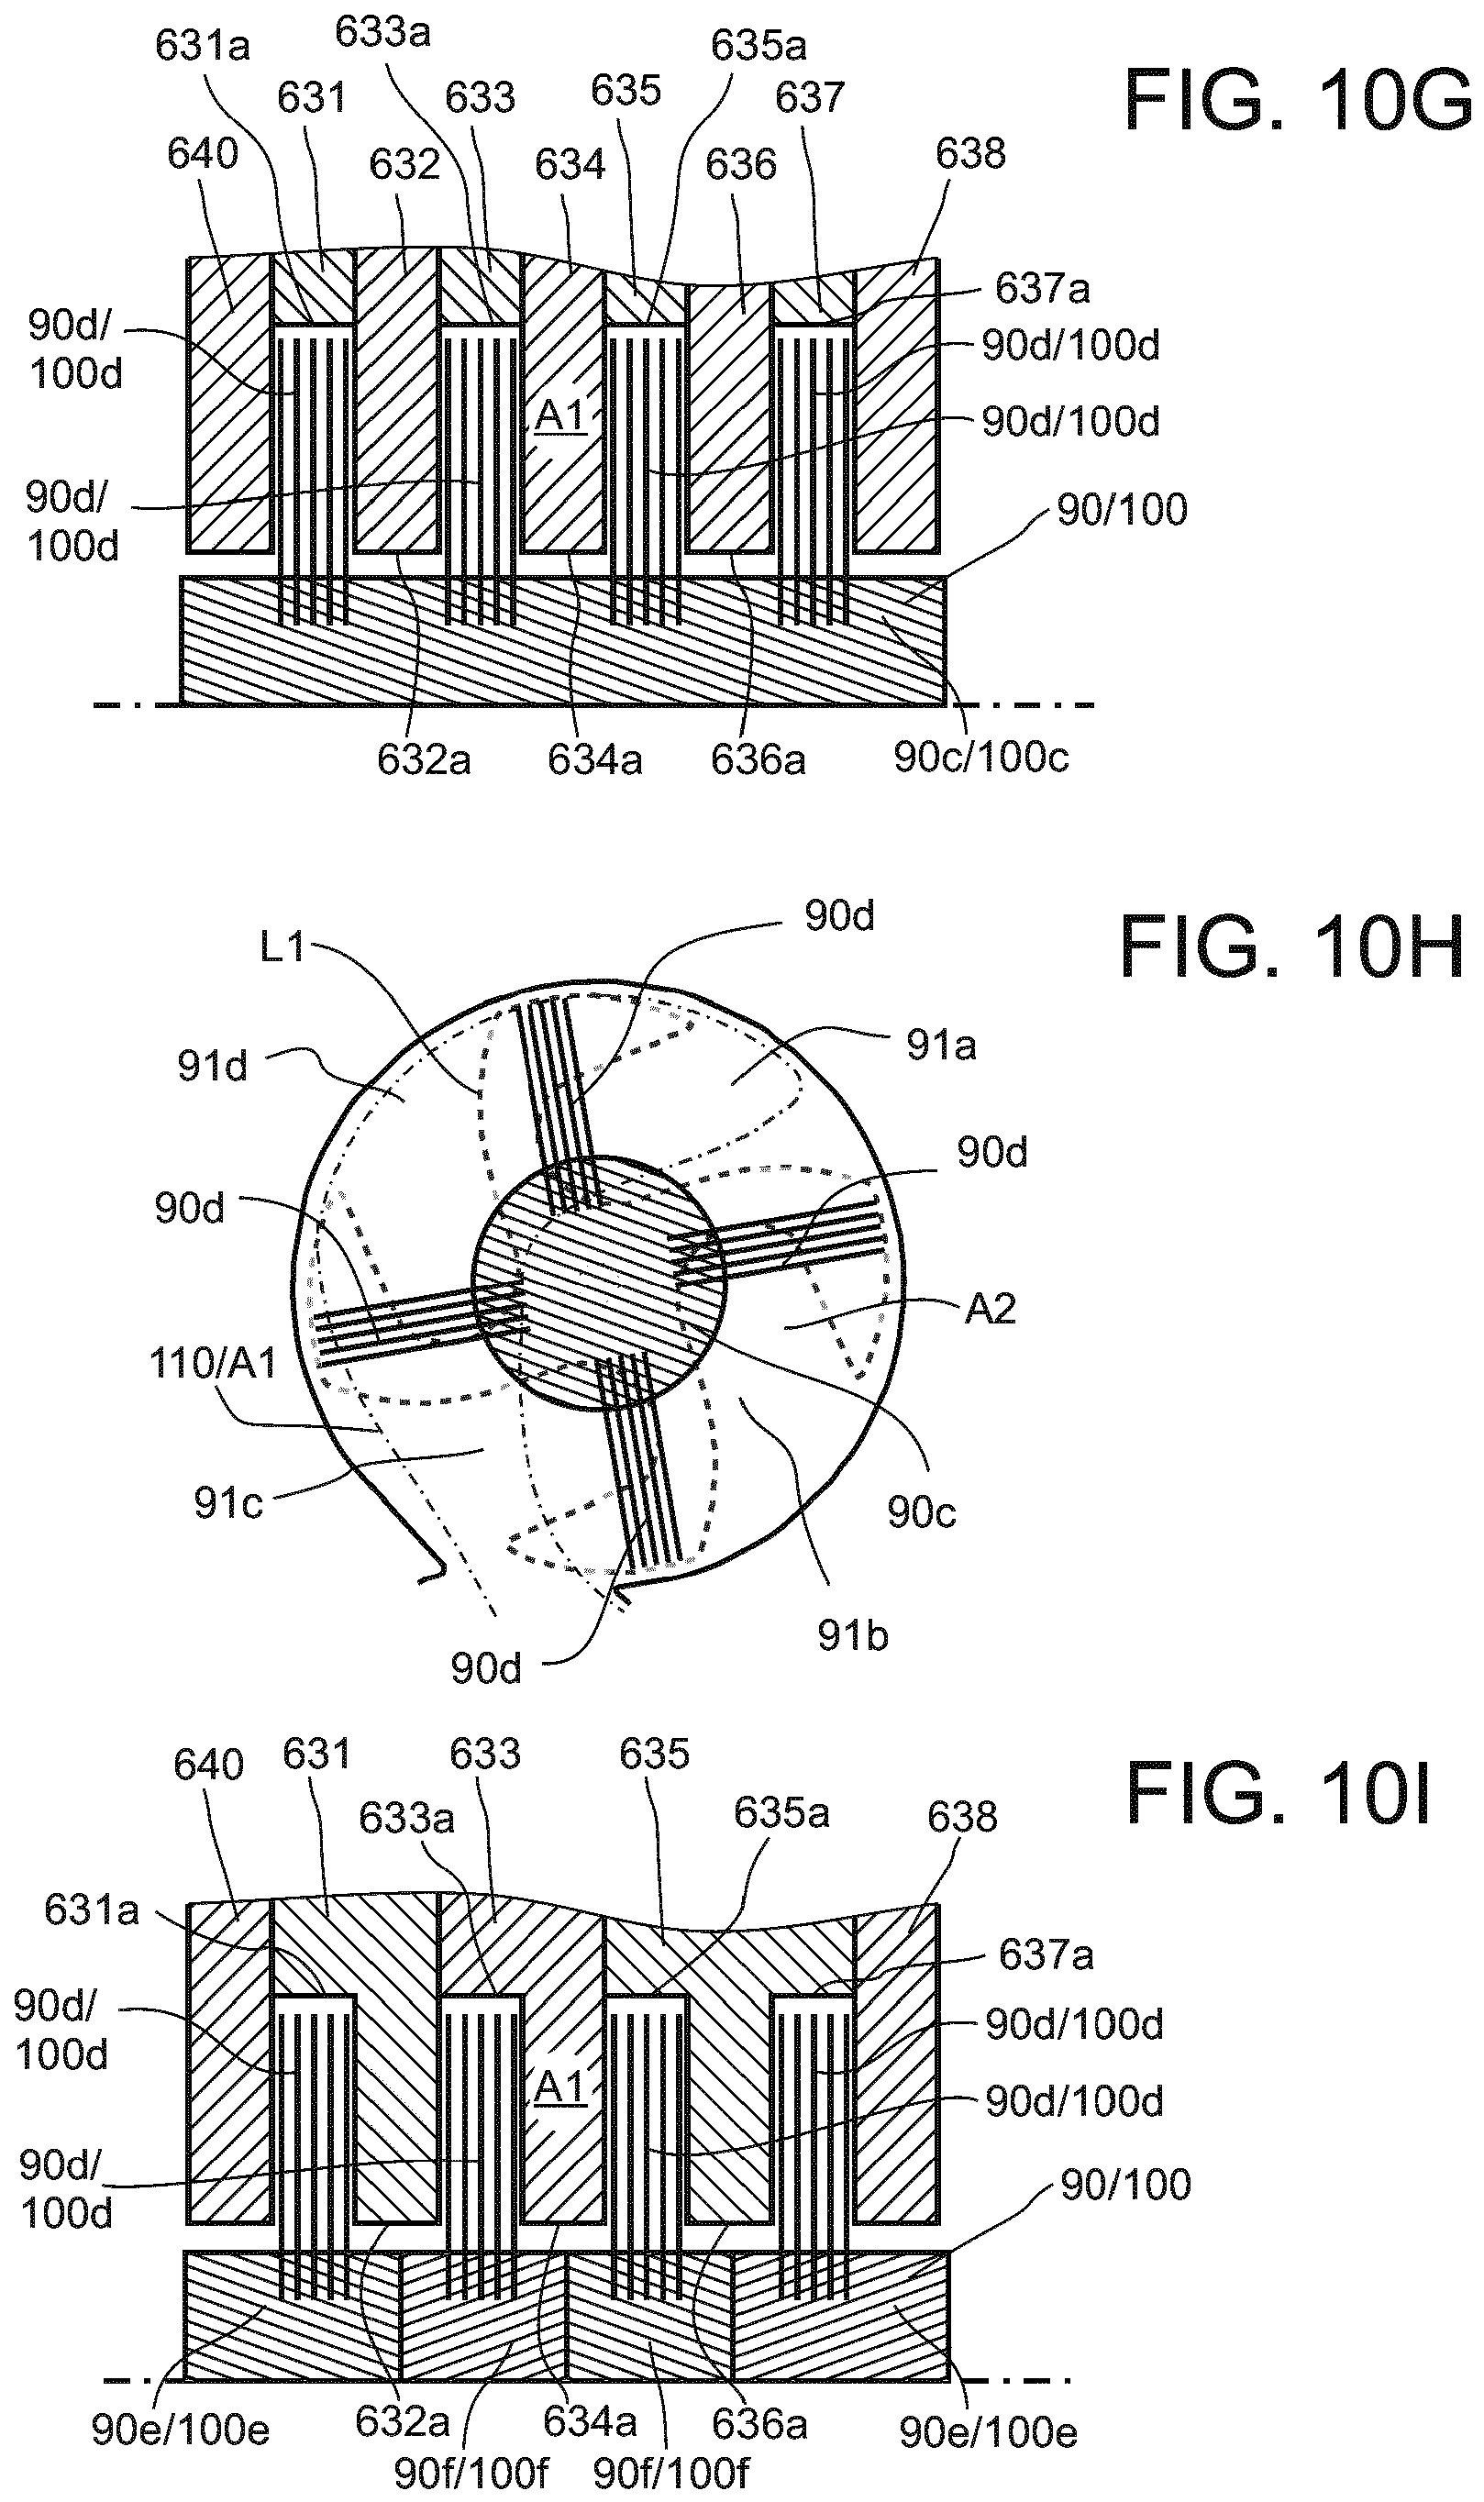 FIG. 10G
631a
633a
635a
631
633
635
637
640
632
634
636
638
637a
90d/
100d
90d/100d
A1
90d/100d
90d/
100d
90/100
632a
634a
636a
90c/100c
FIG. 10H
90d
L1
91d
91a
90d
90d
A2
110/A1
91c
90c
91b
90d
FIG. 10I
640
631
633
635
633a
635a
638
631a
637a
90d/
100d
90d/100d
A1
90d/100d
90d/
100d
90/100
90e/100e
632a
634a
636a
90e/100e
90f/100f
90f/100f